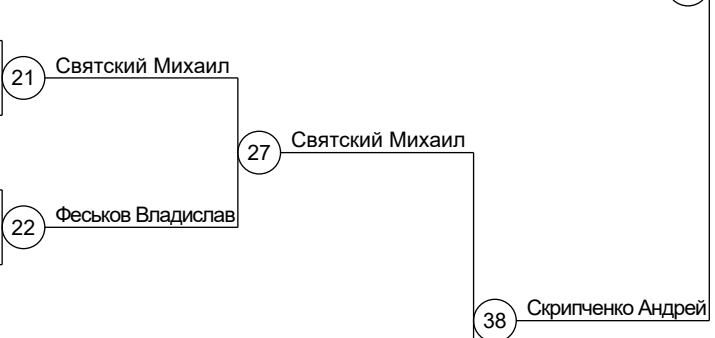 21 Святский Михаил
27 Святский Михаил
22 Феськов Владислав
38 Скрипченко Андрей